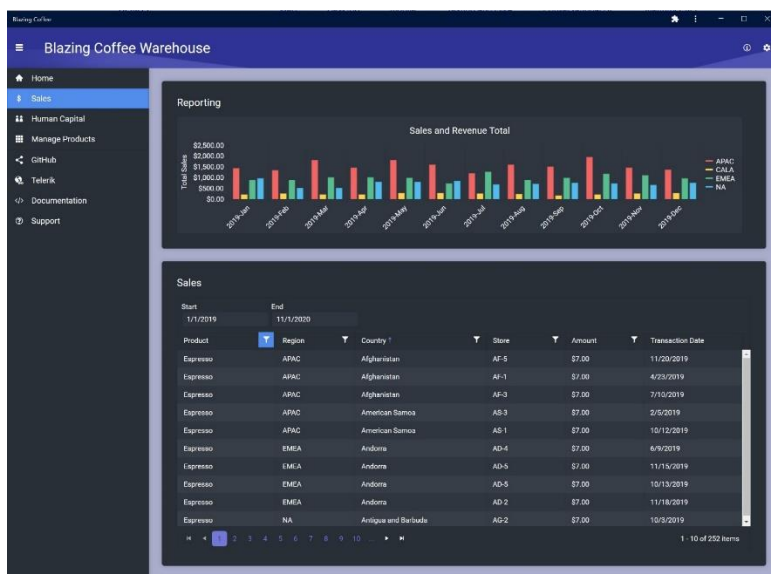 Blazing Coffee
Blazing Coffee Warehouse
Home
Sales
Human Capital
Manage Products
GitHub
Telerik
Documentation
Support
Reporting
Sales and Revenue Total
Total Sales
$2,500.00
$2,000.00
$1,500.00
$1,000.00
$500.00
$0.00
APAC
CALA
EMEA
NA
2019-Jan 2019-Feb 2019-Mar 2019-Apr 2019-May 2019-Jun 2019-Jul 2019-Aug 2019-Sep 2019-Oct 2019-Nov 2019-Dec
Sales
Start End
1/1/2019 11/1/2020
Product Region Country ↑ Store Amount Transaction Date
Espresso APAC Afghanistan AF-5 $7.00 11/20/2019
Espresso APAC Afghanistan AF-1 $7.00 4/23/2019
Espresso APAC Afghanistan AF-3 $7.00 7/10/2019
Espresso APAC American Samoa AS-3 $7.00 2/5/2019
Espresso APAC American Samoa AS-1 $7.00 10/12/2019
Espresso EMEA Andorra AD-4 $7.00 6/9/2019
Espresso EMEA Andorra AD-5 $7.00 11/15/2019
Espresso EMEA Andorra AD-5 $7.00 10/13/2019
Espresso EMEA Andorra AD-2 $7.00 11/18/2019
Espresso NA Antigua and Barbuda AG-2 $7.00 10/3/2019
1 2 3 4 5 6 7 8 9 10 ... 1 - 10 of 252 items